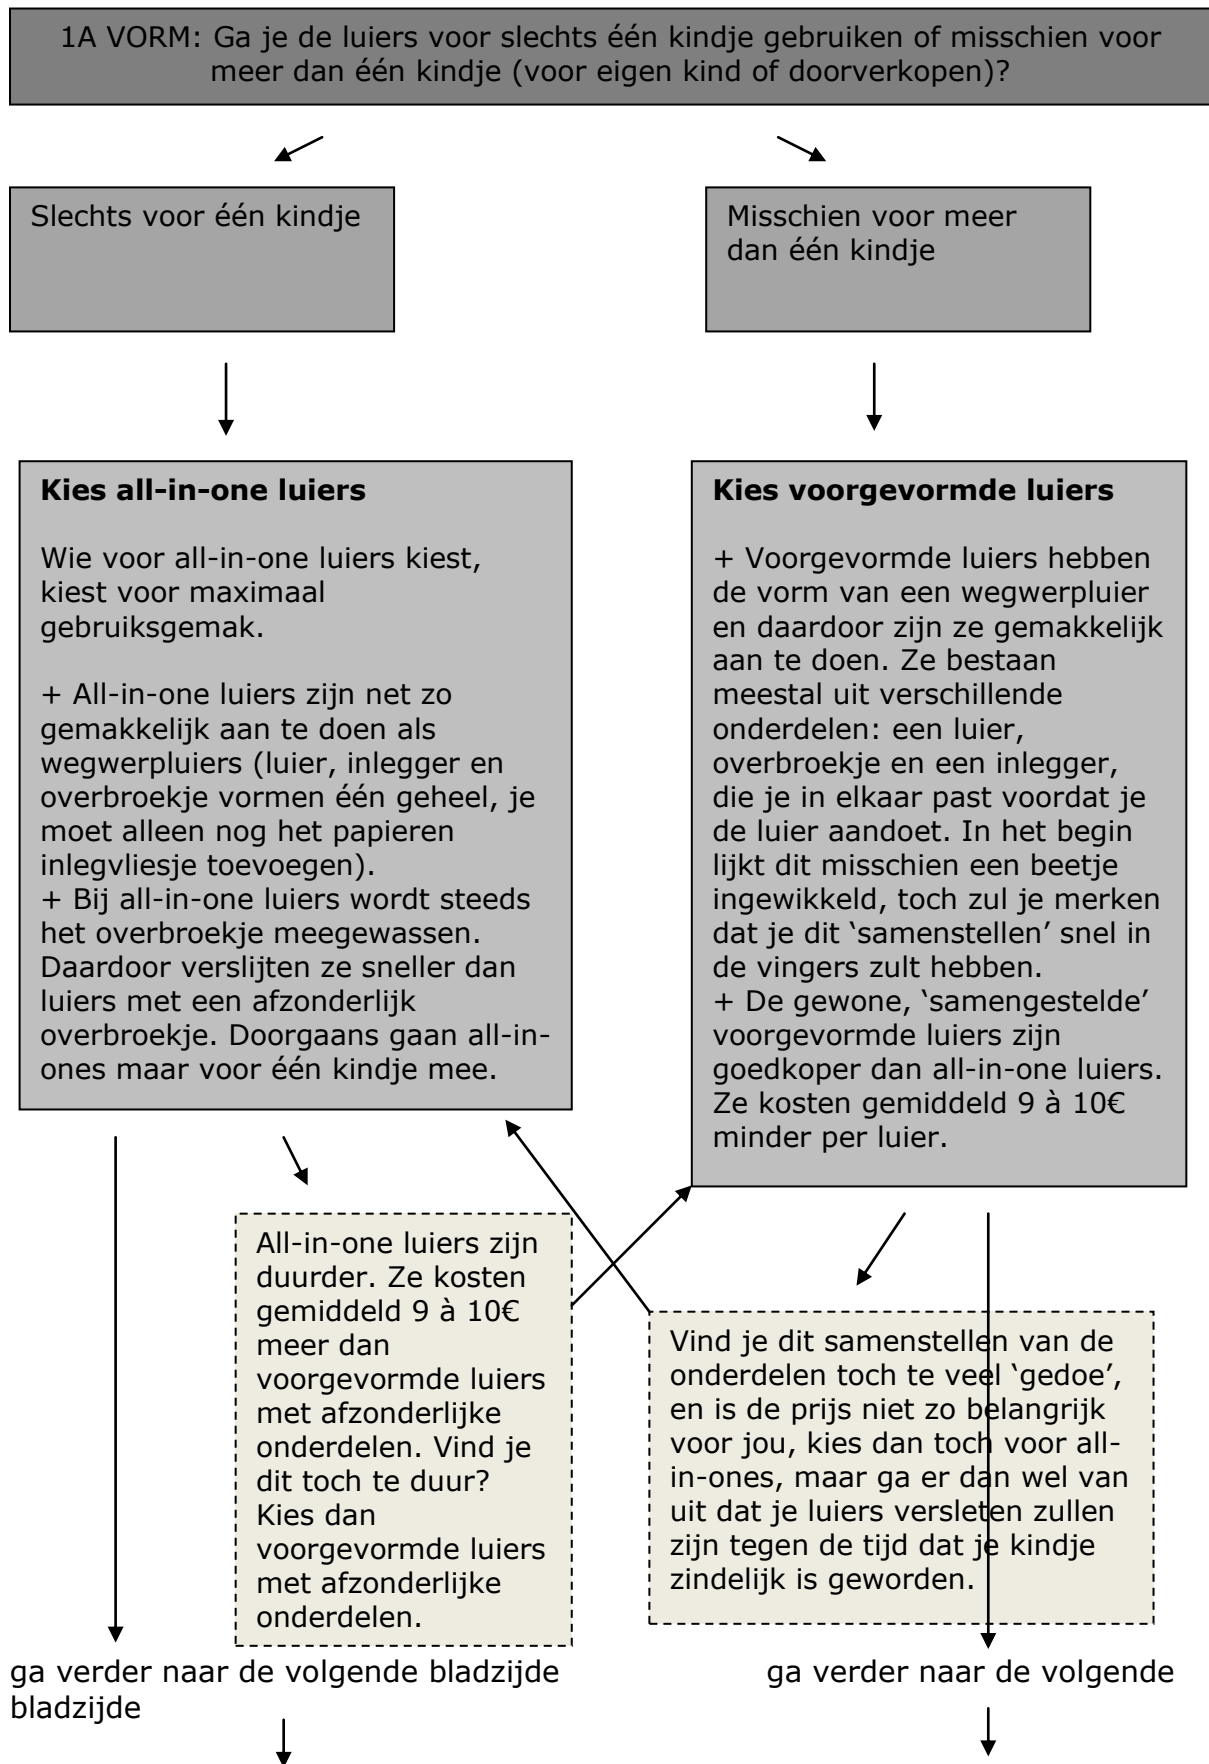 1A VORM: Ga je de luiers voor slechts één kindje gebruiken of misschien voor
meer dan één kindje (voor eigen kind of doorverkopen)?
Slechts voor één kindje
Misschien voor meer
dan één kindje
Kies all-in-one luiers
Wie voor all-in-one luiers kiest,
kiest voor maximaal
gebruiksgemak.
+ All-in-one luiers zijn net zo
gemakkelijk aan te doen als
wegwerpluiers (luier, inlegger en
overbroekje vormen één geheel, je
moet alleen nog het papieren
inlegvliesje toevoegen).
+ Bij all-in-one luiers wordt steeds
het overbroekje meegewassen.
Daardoor verslijten ze sneller dan
luiers met een afzonderlijk
overbroekje. Doorgaans gaan all-in-
ones maar voor één kindje mee.
Kies voorgevormde luiers
+ Voorgevormde luiers hebben
de vorm van een wegwerpluier
en daardoor zijn ze gemakkelijk
aan te doen. Ze bestaan
meestal uit verschillende
onderdelen: een luier,
overbroekje en een inlegger,
die je in elkaar past voordat je
de luier aandoet. In het begin
lijkt dit misschien een beetje
ingewikkeld, toch zul je merken
dat je dit ‘samenstellen’ snel in
de vingers zult hebben.
+ De gewone, ‘samengestelde’
voorgevormde luiers zijn
goedkoper dan all-in-one luiers.
Ze kosten gemiddeld 9 à 10€
minder per luier.
All-in-one luiers zijn
duurder. Ze kosten
gemiddeld 9 à 10€
meer dan
voorgevormde luiers
met afzonderlijke
onderdelen. Vind je
dit toch te duur?
Kies dan
voorgevormde luiers
met afzonderlijke
onderdelen.
Vind je dit samenstellen van de
onderdelen toch te veel ‘gedoe’,
en is de prijs niet zo belangrijk
voor jou, kies dan toch voor all-
in-ones, maar ga er dan wel van
uit dat je luiers versleten zullen
zijn tegen de tijd dat je kindje
zindelijk is geworden.
ga verder naar de volgende bladzijde
ga verder naar de volgende
bladzijde